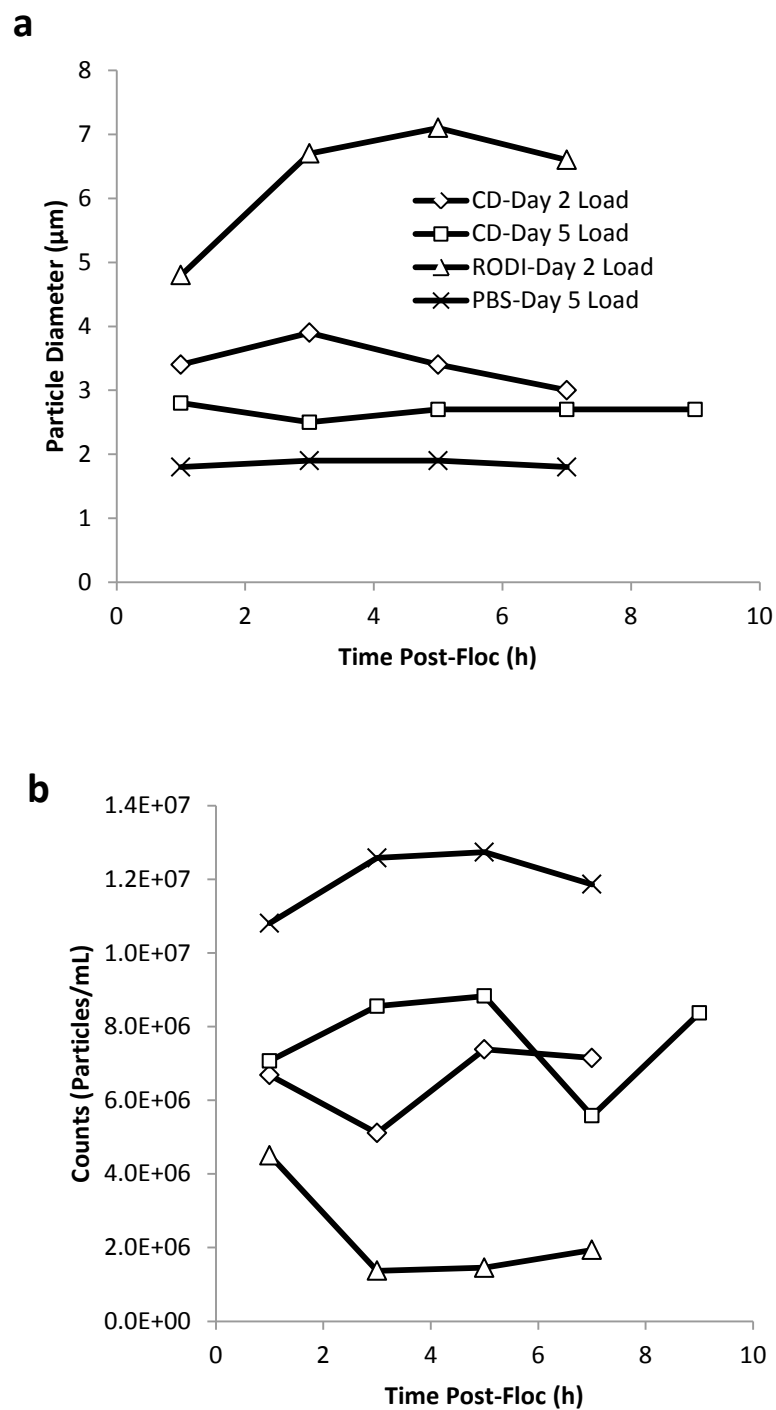 a
8
7
6
5
4
3
2
1
0
Particle Diameter (µm)
CD-Day 2 Load
CD-Day 5 Load
RODI-Day 2 Load
PBS-Day 5 Load
0 2 4 6 8 10
Time Post-Floc (h)
b
1.4E+07
1.2E+07
1.0E+07
8.0E+06
6.0E+06
4.0E+06
2.0E+06
0.0E+00
Counts (Particles/mL)
0 2 4 6 8 10
Time Post-Floc (h)